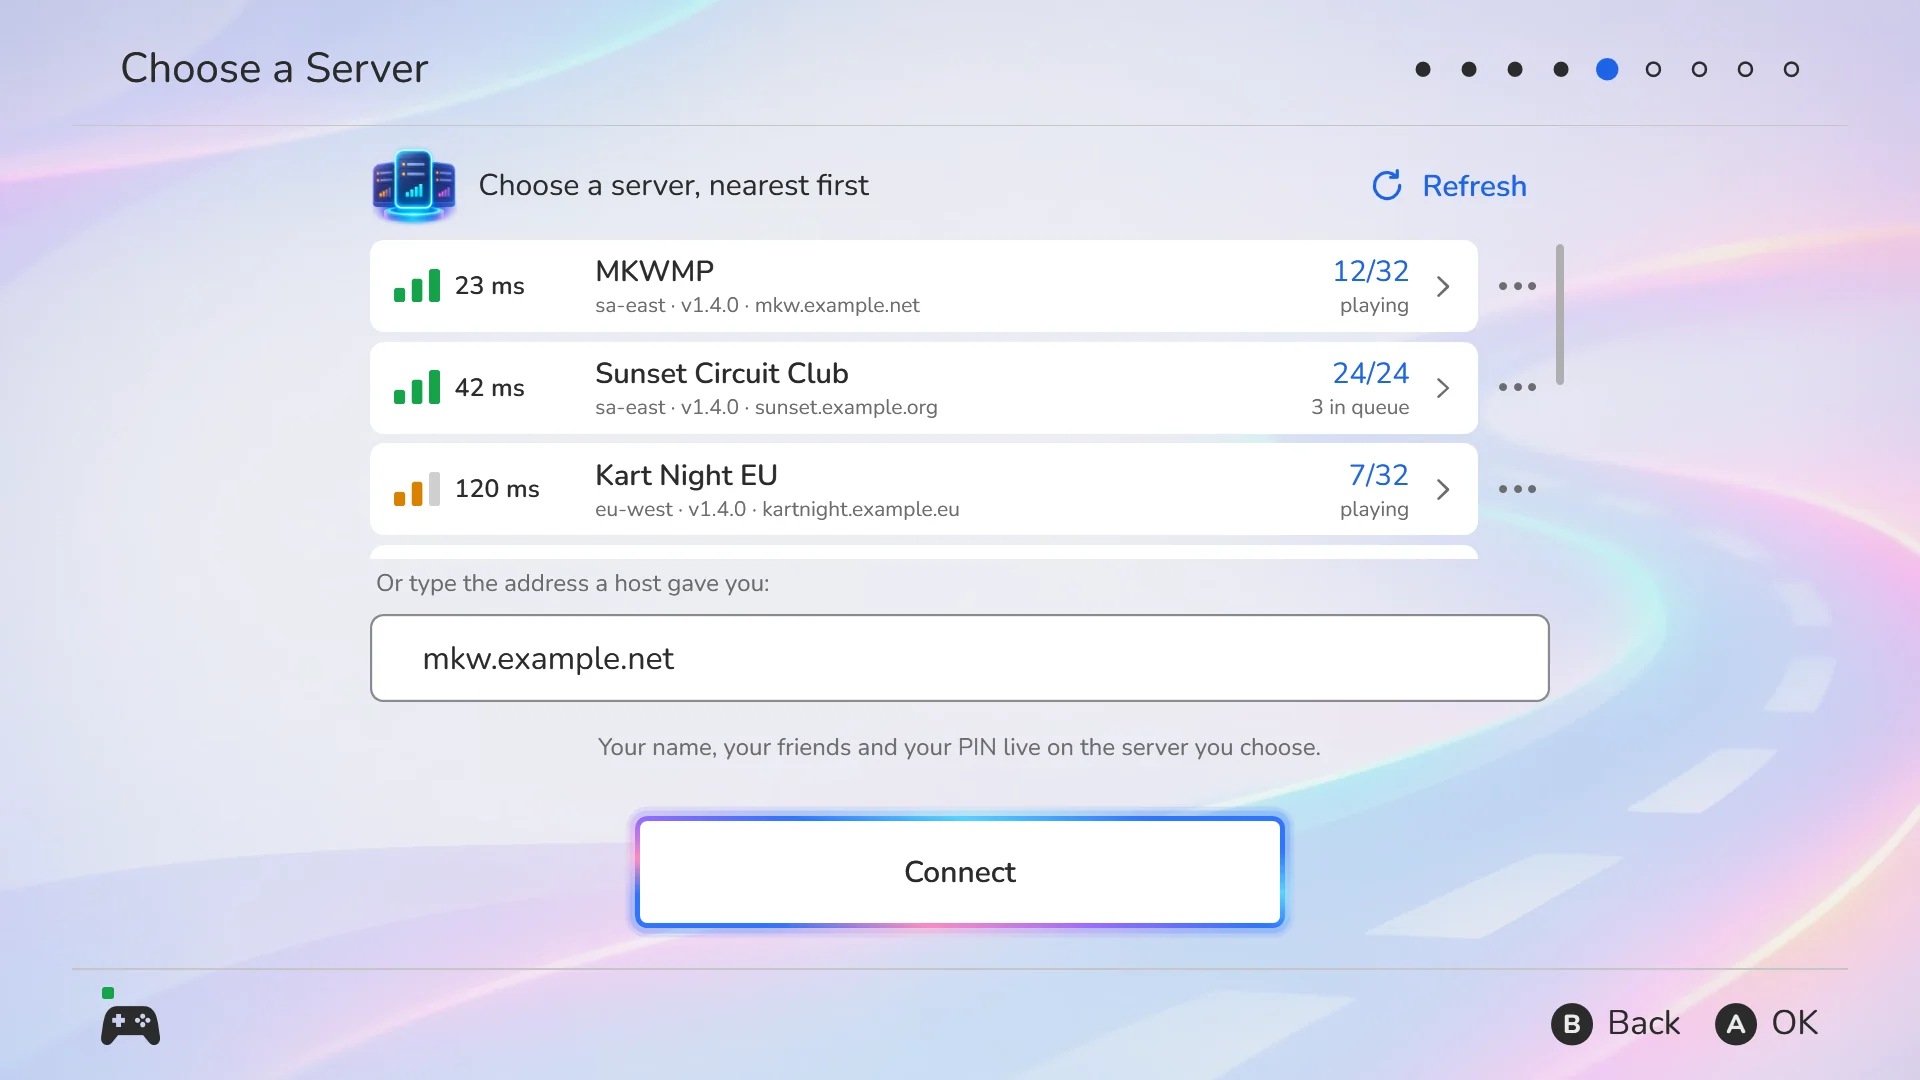 Choose a Server
Choose a server, nearest first
Refresh
23 ms
MKWMP
sa-east · v1.4.0 · mkw.example.net
12/32
playing
42 ms
Sunset Circuit Club
sa-east · v1.4.0 · sunset.example.org
24/24
3 in queue
120 ms
Kart Night EU
eu-west · v1.4.0 · kartnight.example.eu
7/32
playing
Or type the address a host gave you:
mkw.example.net
Your name, your friends and your PIN live on the server you choose.
Connect
B Back
A OK